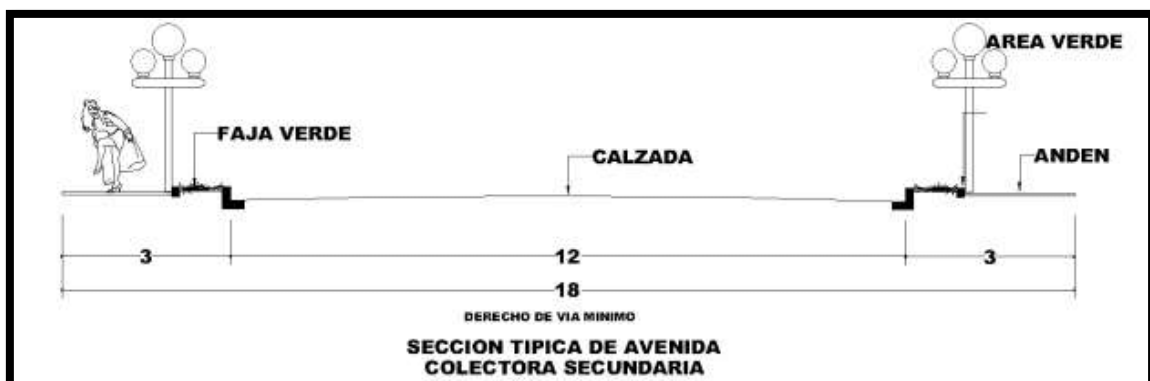 AREA VERDE
FAJA VERDE
CALZADA
ANDEN
3
12
3
18
DERECHO DE VIA MINIMO
SECCION TIPICA DE AVENIDA
COLECTORA SECUNDARIA